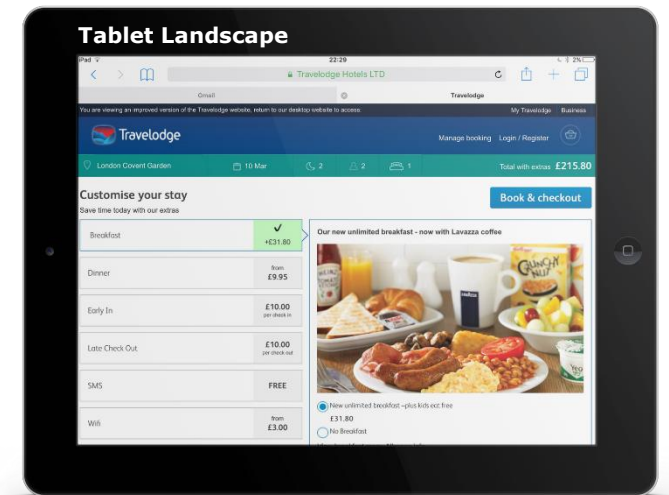 Tablet Landscape
iPad
22:29
2%
Travelodge Hotels LTD
Gmail
Travelodge
You are viewing an improved version of the Travelodge website, return to our desktop website to access:
My Travelodge Business
Travelodge
Manage booking Login / Register
London Covent Garden 10 Mar 2 2 1 Total with extras £215.80
Customise your stay
Book & checkout
Save time today with our extras
Breakfast
+£31.80
Dinner
from
£9.95
Early In
£10.00
per check in
Late Check Out
£10.00
per check out
SMS
FREE
Wifi
from
£3.00
Our new unlimited breakfast - now with Lavazza coffee
HEINZ
Lavazza
Kellogg's
CRUNCHY
NUT
New unlimited breakfast –plus kids eat free
£31.80
No Breakfast